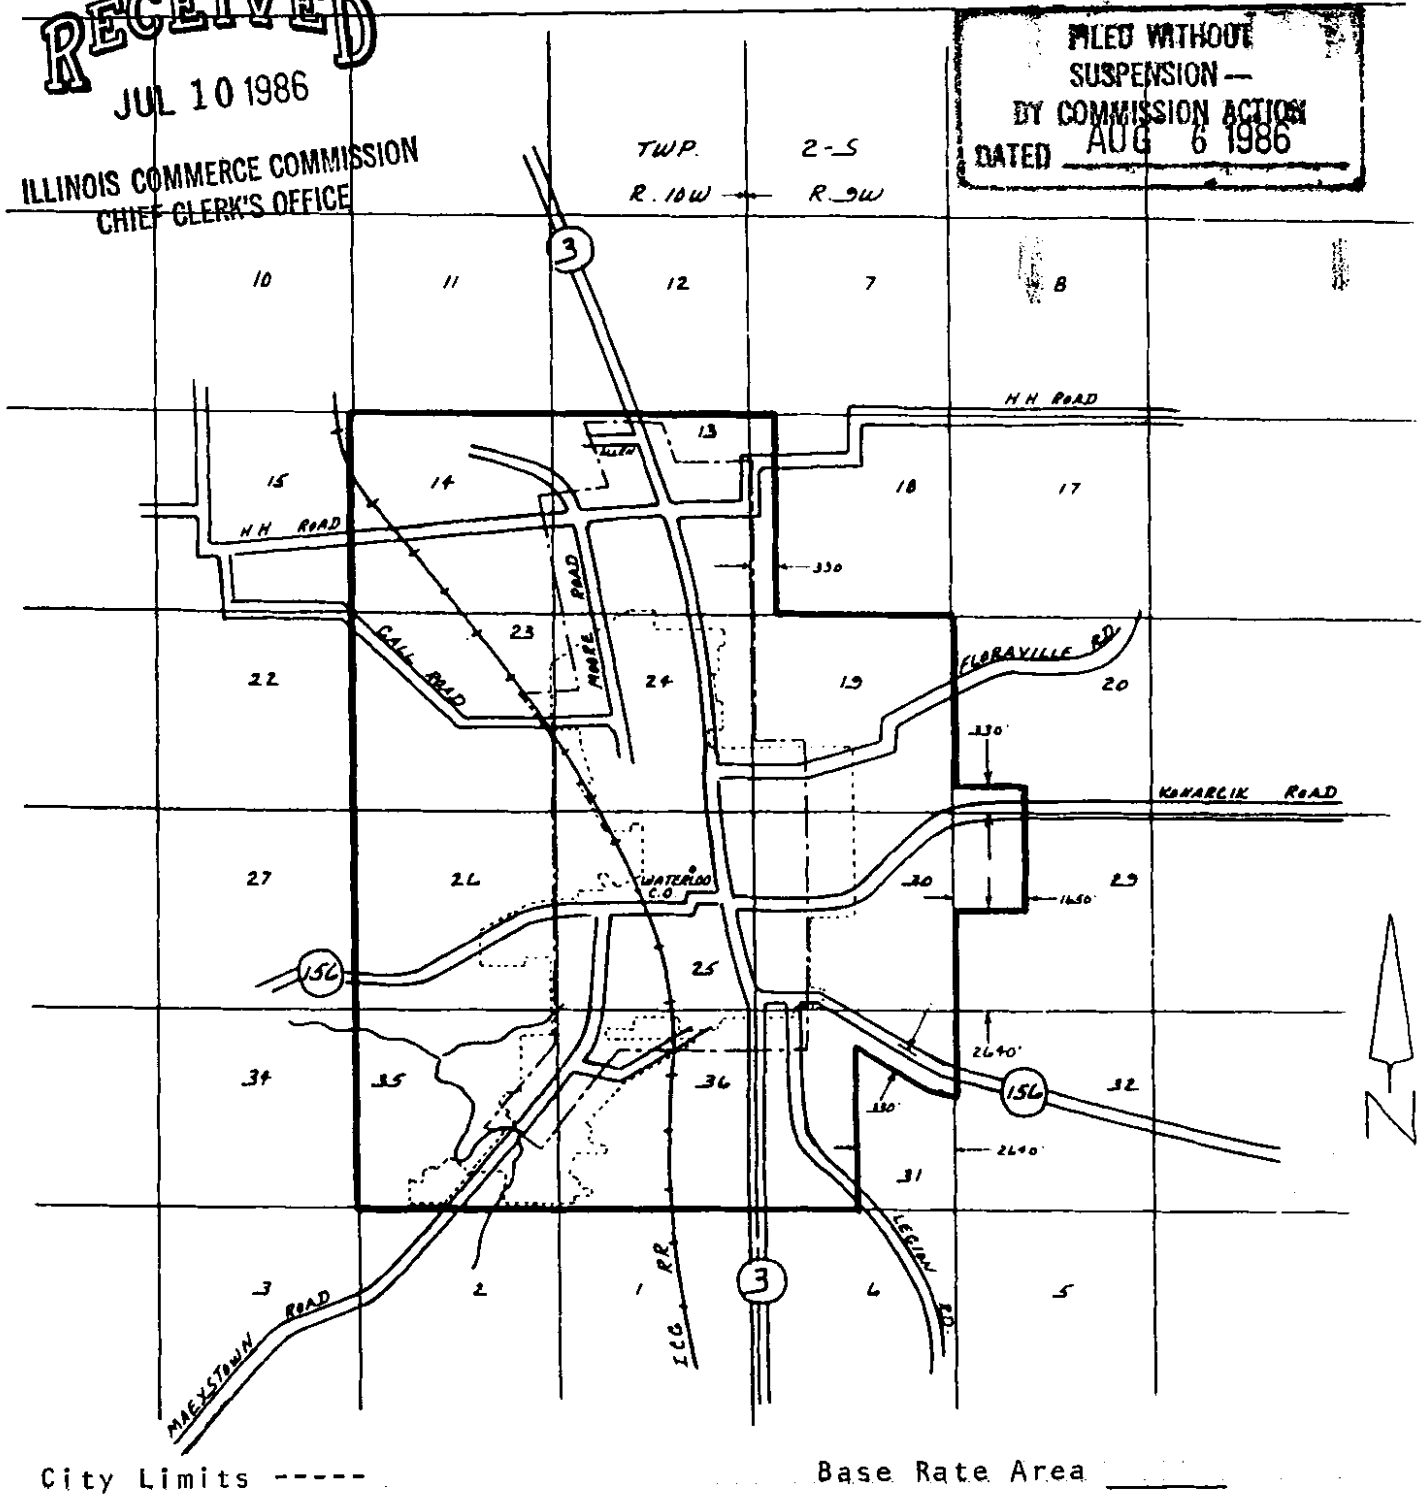 RECEIVED
JUL 10 1986
ILLINOIS COMMERCE COMMISSION
CHIEF CLERK'S OFFICE
FILED WITHOUT
SUSPENSION —
BY COMMISSION ACTION
DATED AUG 6 1986
TWP. 2-S
R. 10W R. 9W
3
10 11 12 7 8
H H ROAD
13
ALLEN
15 14 18 17
H H ROAD
330
MOORE ROAD
23
GALL ROAD
FLORAVILLE RD
22 24 19 20
330'
KONARCIK ROAD
27 26 WATERLOO 30 29
C.O
1650'
156
25
2640'
34 35 36 32
330'
156
2640'
31
LEGION RD.
3 2 1 3 6 5
ICG RR
MAEYSTOWN ROAD
N
City Limits ----- Base Rate Area